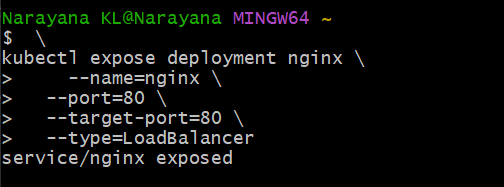 Narayana KL@Narayana MINGW64 ~
$  \
kubectl expose deployment nginx \
>     --name=nginx \
>   --port=80 \
>   --target-port=80 \
>   --type=LoadBalancer
service/nginx exposed